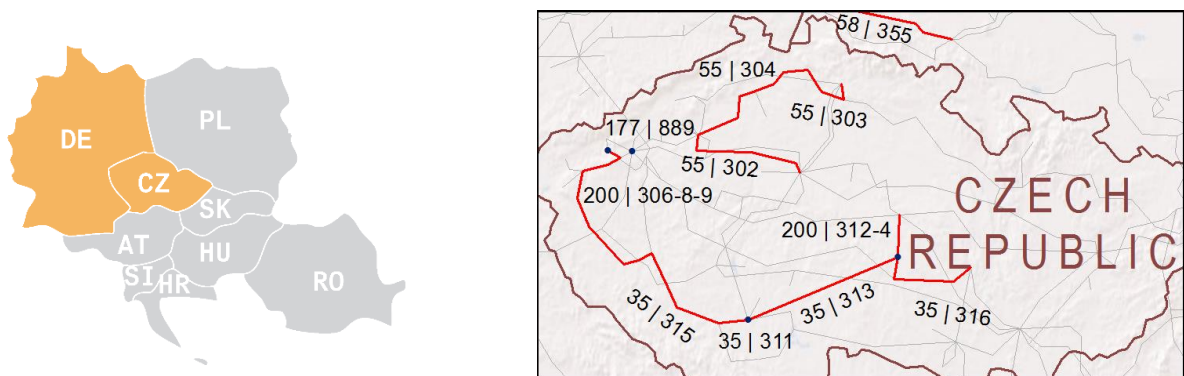 DE
PL
CZ
SK
AT
HU
SI
HR
RO
58 | 355
55 | 304
55 | 303
177 | 889
55 | 302
200 | 306-8-9
CZECH
REPUBLIC
200 | 312-4
35 | 315
35 | 313
35 | 316
35 | 311